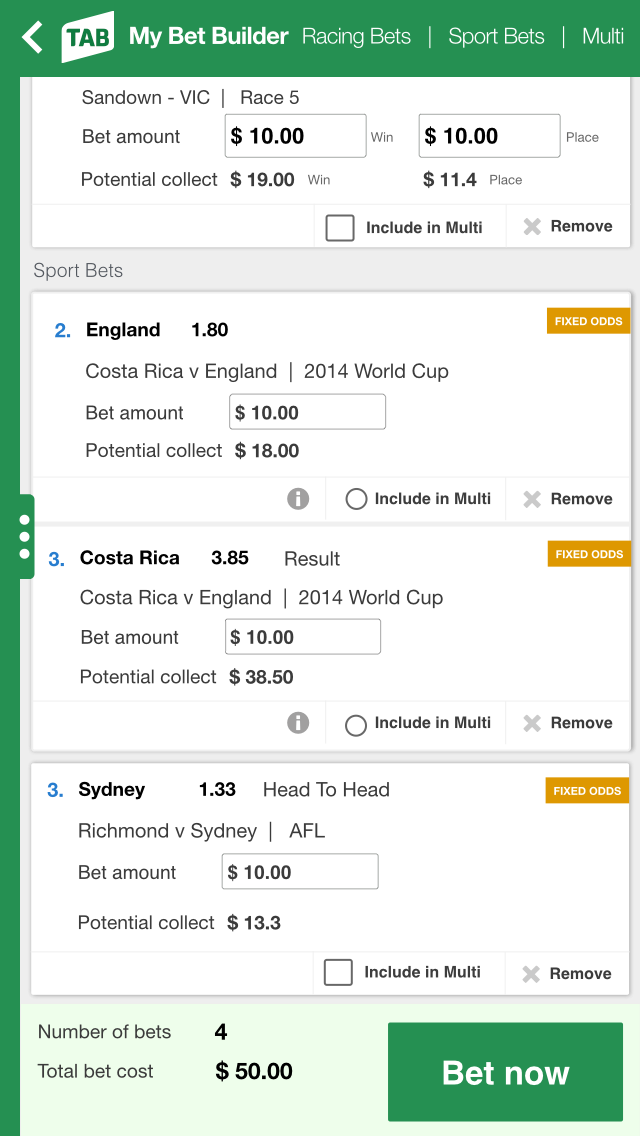 TAB My Bet Builder Racing Bets | Sport Bets | Multi
Sandown - VIC | Race 5
Bet amount $ 10.00 Win $ 10.00 Place
Potential collect $ 19.00 Win $ 11.4 Place
Include in Multi Remove
Sport Bets
2. England 1.80 FIXED ODDS
Costa Rica v England | 2014 World Cup
Bet amount $ 10.00
Potential collect $ 18.00
Include in Multi Remove
3. Costa Rica 3.85 Result FIXED ODDS
Costa Rica v England | 2014 World Cup
Bet amount $ 10.00
Potential collect $ 38.50
Include in Multi Remove
3. Sydney 1.33 Head To Head FIXED ODDS
Richmond v Sydney | AFL
Bet amount $ 10.00
Potential collect $ 13.3
Include in Multi Remove
Number of bets 4
Total bet cost $ 50.00
Bet now